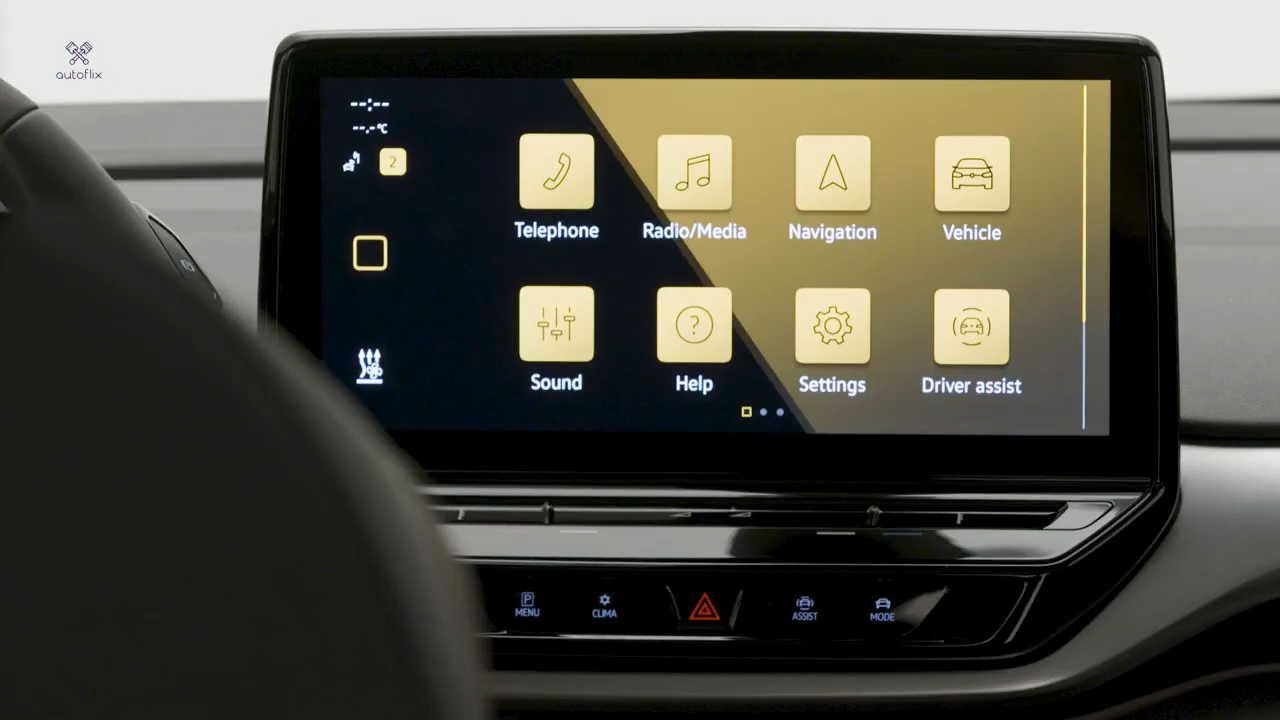 autoflix
--:--
--.-°C
2
Telephone
Radio/Media
Navigation
Vehicle
?
Sound
Help
Settings
Driver assist
P
MENU
CLIMA
ASSIST
MODE